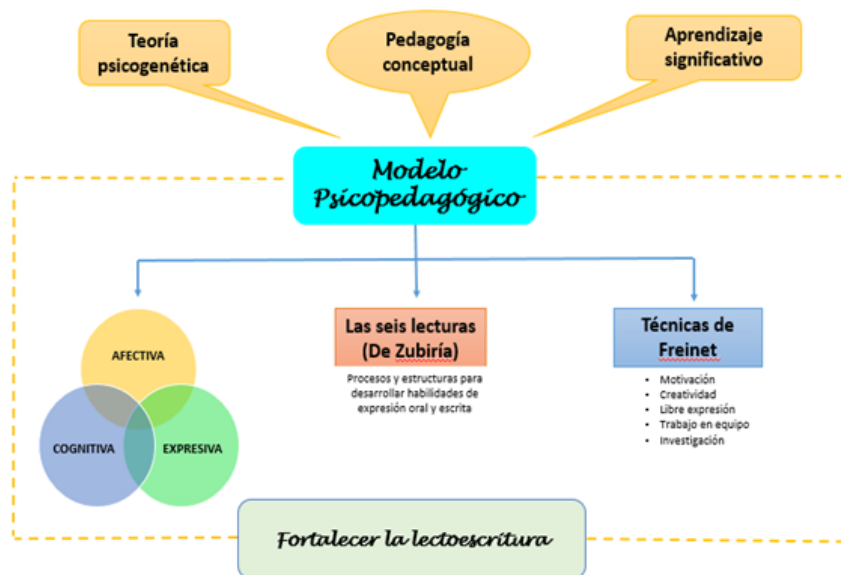 Teoría
psicogenética
Pedagogía
conceptual
Aprendizaje
significativo
Modelo
Psicopedagógico
AFECTIVA
COGNITIVA
EXPRESIVA
Las seis lecturas
(De Zubiría)
Procesos y estructuras para
desarrollar habilidades de
expresión oral y escrita
Técnicas de
Freinet
• Motivación
• Creatividad
• Libre expresión
• Trabajo en equipo
• Investigación
Fortalecer la lectoescritura